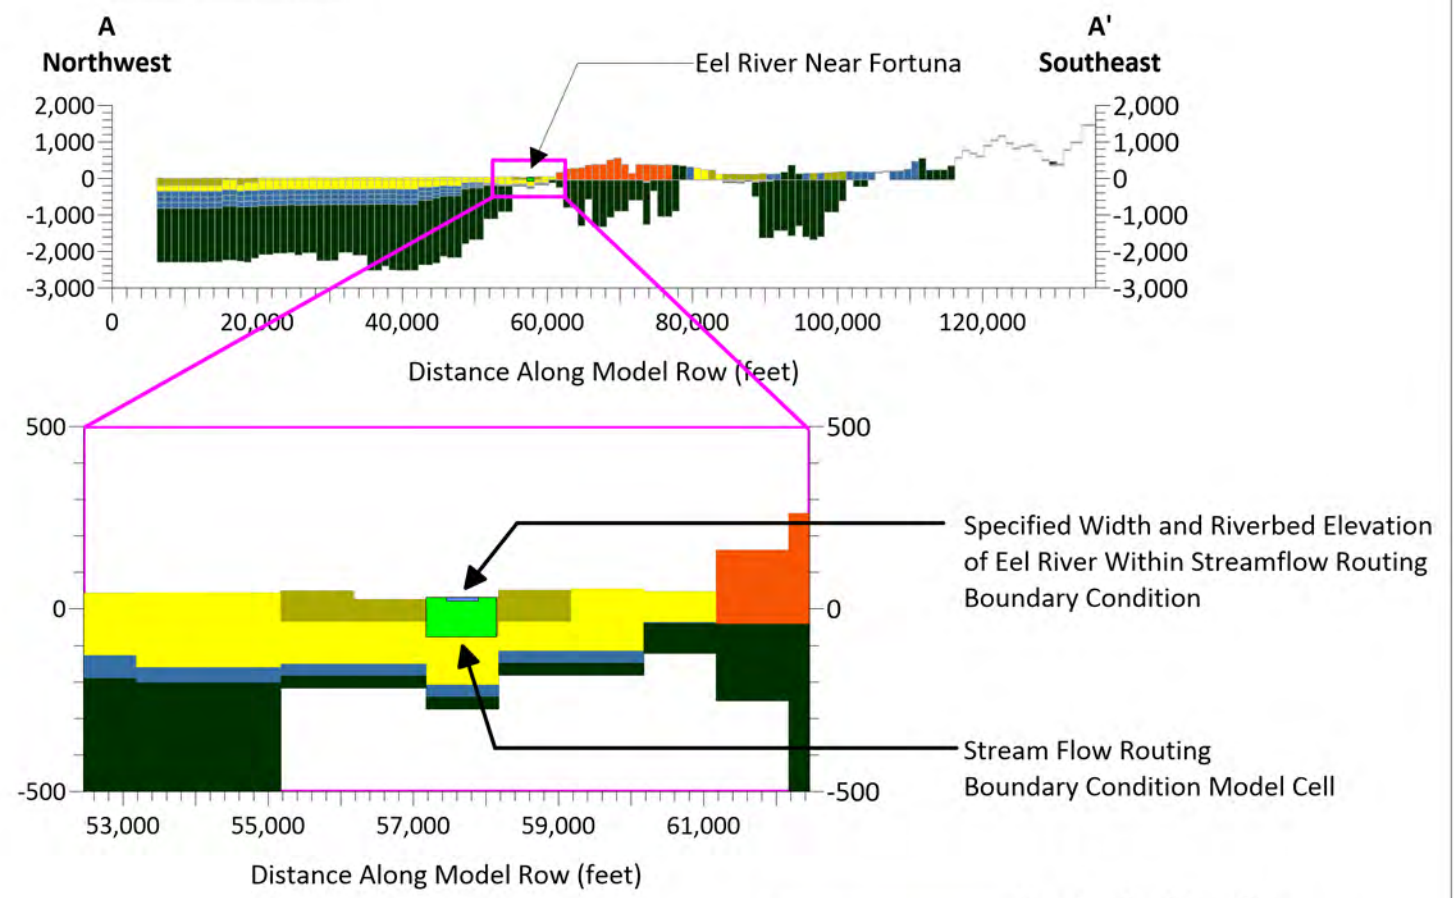 A
A'
Northwest
Eel River Near Fortuna
Southeast
2,000
2,000
1,000
1,000
0
0
-1,000
-1,000
-2,000
-2,000
-3,000
-3,000
0
20,000
40,000
60,000
80,000
100,000
120,000
Distance Along Model Row (feet)
500
500
Specified Width and Riverbed Elevation
of Eel River Within Streamflow Routing
Boundary Condition
0
0
Stream Flow Routing
Boundary Condition Model Cell
-500
-500
53,000
55,000
57,000
59,000
61,000
Distance Along Model Row (feet)